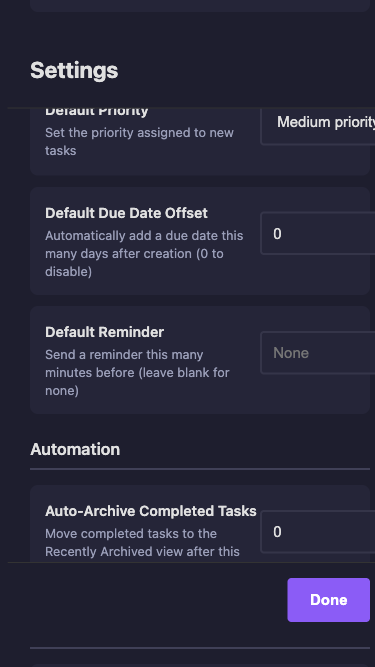 Settings
Default Priority
Set the priority assigned to new
tasks
Medium priority
Default Due Date Offset
Automatically add a due date this
many days after creation (0 to
disable)
0
Default Reminder
Send a reminder this many
minutes before (leave blank for
none)
None
Automation
Auto-Archive Completed Tasks
Move completed tasks to the
Recently Archived view after this
0
Done